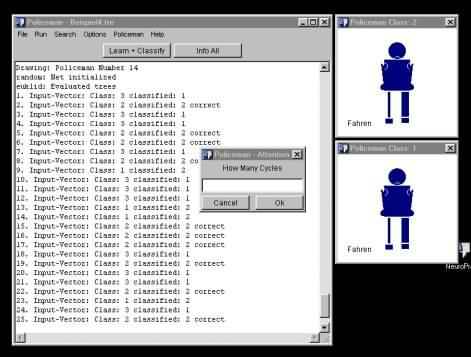 Policeman - Beispiel4.tre
File Run Search Options Policeman Help
Learn + Classify Info All
Drawing: Policeman Number 14
random: Net initialized
euklid: Evaluated trees
1. Input-Vector: Class: 3 classified: 1
2. Input-Vector: Class: 2 classified: 2 correct
3. Input-Vector: Class: 3 classified: 1
4. Input-Vector: Class: 3 classified: 1
5. Input-Vector: Class: 2 classified: 2 correct
6. Input-Vector: Class: 2 classified: 2 correct
7. Input-Vector: Class: 3 classified: 1
8. Input-Vector: Class: 2 classified: 2 co
9. Input-Vector: Class: 1 classified: 2
10. Input-Vector: Class: 3 classified: 1
11. Input-Vector: Class: 3 classified: 1
12. Input-Vector: Class: 3 classified: 1
13. Input-Vector: Class: 3 classified: 1
14. Input-Vector: Class: 1 classified: 2
15. Input-Vector: Class: 2 classified: 2 correct
16. Input-Vector: Class: 2 classified: 2 correct
17. Input-Vector: Class: 2 classified: 2 correct
18. Input-Vector: Class: 3 classified: 1
19. Input-Vector: Class: 2 classified: 2 correct
20. Input-Vector: Class: 3 classified: 1
21. Input-Vector: Class: 3 classified: 1
22. Input-Vector: Class: 2 classified: 2 correct
23. Input-Vector: Class: 1 classified: 2
24. Input-Vector: Class: 3 classified: 1
25. Input-Vector: Class: 2 classified: 2 correct
Policeman - Attention
How Many Cycles
Cancel Ok
Policeman Class: 2
Fahren
Policeman Class: 1
Fahren
NeuroPo